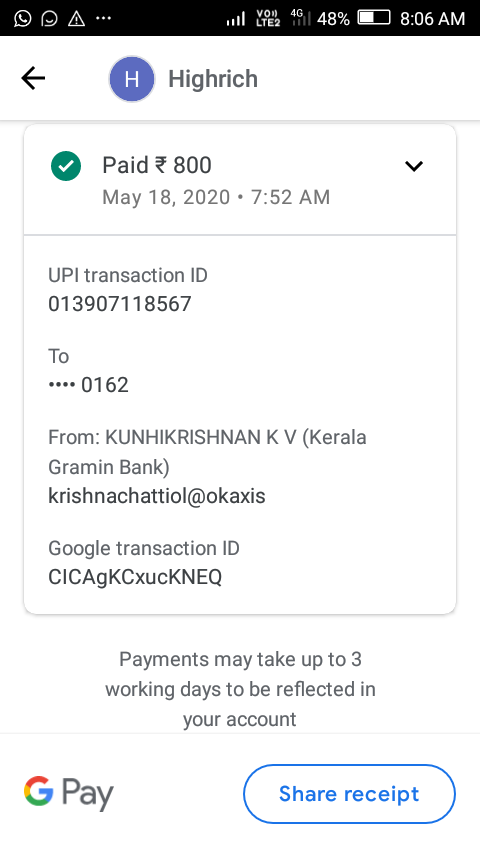 VO)) LTE2 4G 48% 8:06 AM
H Highrich
Paid ₹ 800
May 18, 2020 • 7:52 AM
UPI transaction ID
013907118567
To
•••• 0162
From: KUNHIKRISHNAN K V (Kerala
Gramin Bank)
krishnachattiol@okaxis
Google transaction ID
CICAgKCxucKNEQ
Payments may take up to 3
working days to be reflected in
your account
G Pay Share receipt